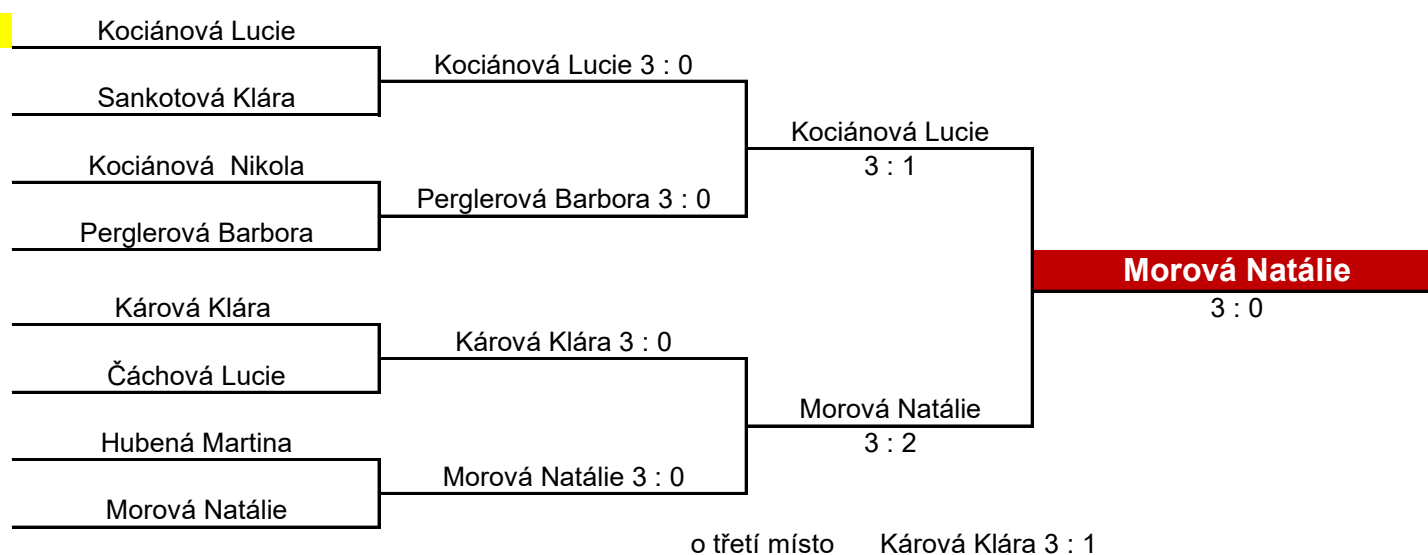 Kociánová Lucie
Sankotová Klára
Kociánová  Nikola
Perglerová Barbora
Kárová Klára
Čáchová Lucie
Hubená Martina
Morová Natálie
Kociánová Lucie 3 : 0
Perglerová Barbora 3 : 0
Kárová Klára 3 : 0
Morová Natálie 3 : 0
Kociánová Lucie
3 : 1
Morová Natálie
3 : 2
Morová Natálie
3 : 0
o třetí místo Kárová Klára 3 : 1